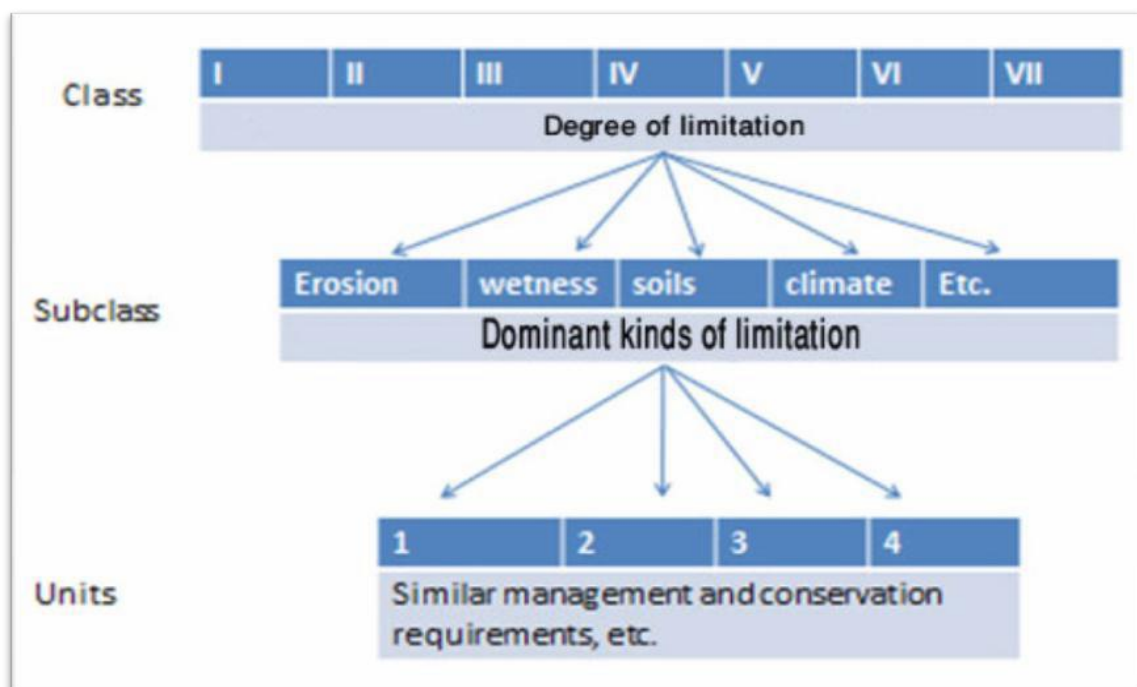 Class
I II III IV V VI VII
Degree of limitation
Subclass
Erosion wetness soils climate Etc.
Dominant kinds of limitation
Units
1 2 3 4
Similar management and conservation
requirements, etc.